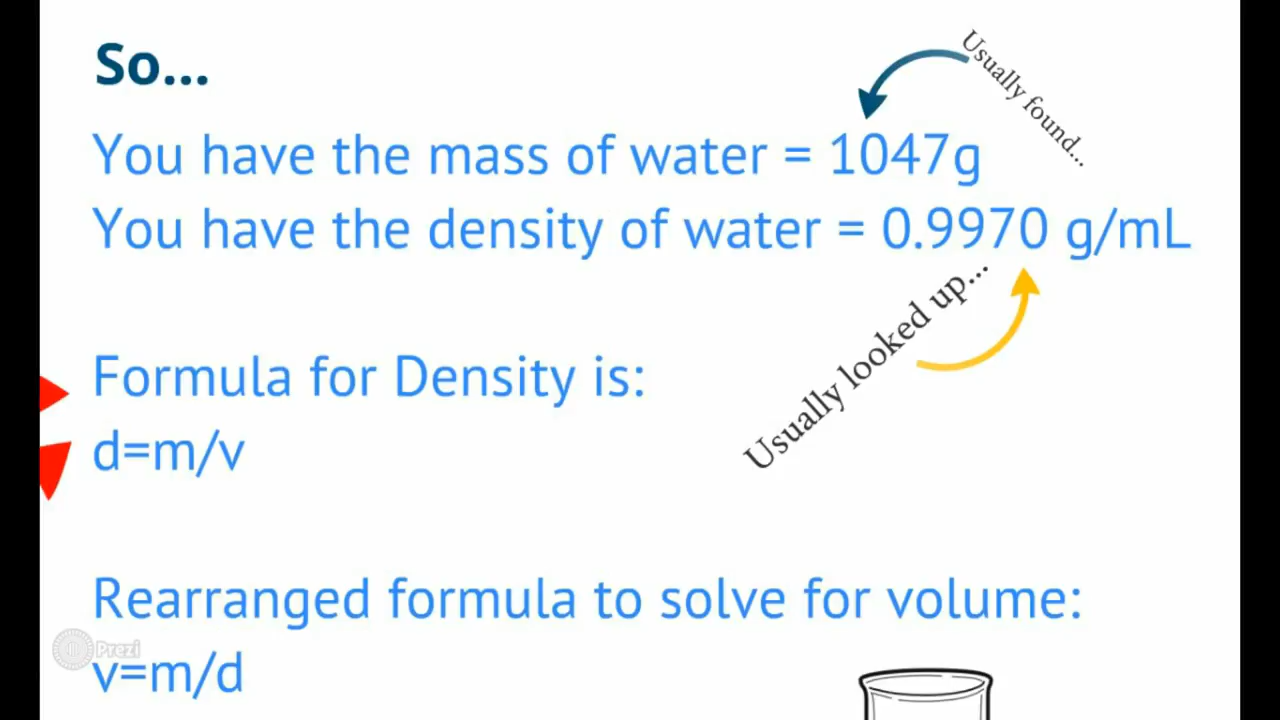 So...
Usually found...
You have the mass of water = 1047g
You have the density of water = 0.9970 g/mL
Usually looked up...
Formula for Density is:
d=m/v
Rearranged formula to solve for volume:
Prezi
v=m/d